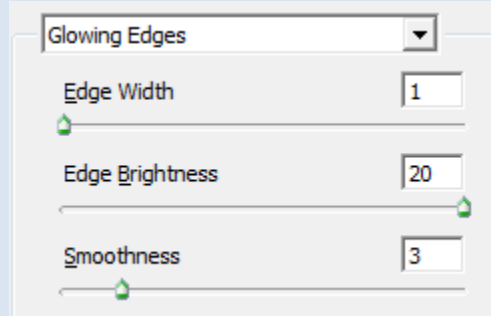 Glowing Edges
Edge Width 1
Edge Brightness 20
Smoothness 3